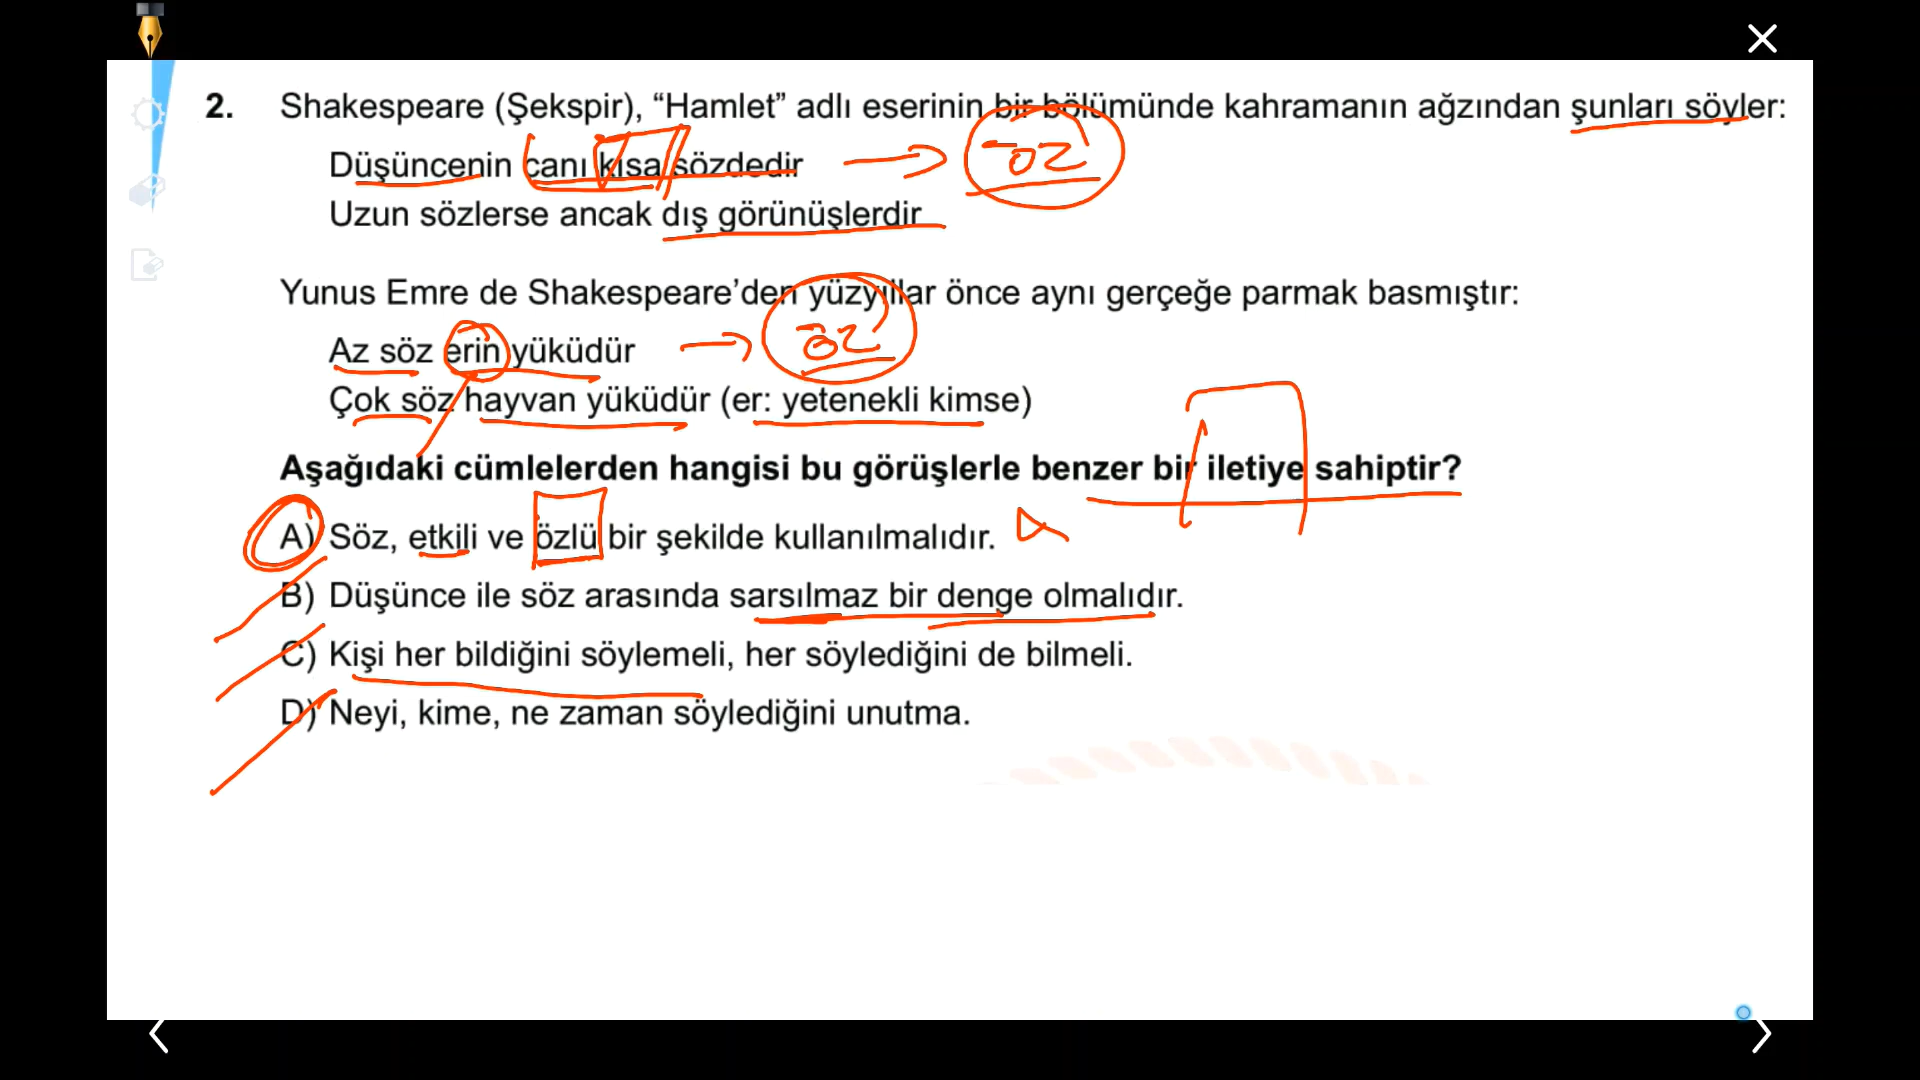 2. Shakespeare (Şekspir), “Hamlet” adlı eserinin bir bölümünde kahramanın ağzından şunları söyler:
Düşüncenin canı kısa sözdedir
öz
Uzun sözlerse ancak dış görünüşlerdir
Yunus Emre de Shakespeare’den yüzyıllar önce aynı gerçeğe parmak basmıştır:
Az söz erin yüküdür
öz
Çok söz hayvan yüküdür (er: yetenekli kimse)
Aşağıdaki cümlelerden hangisi bu görüşlerle benzer bir iletiye sahiptir?
A) Söz, etkili ve özlü bir şekilde kullanılmalıdır.
B) Düşünce ile söz arasında sarsılmaz bir denge olmalıdır.
C) Kişi her bildiğini söylemeli, her söylediğini de bilmeli.
D) Neyi, kime, ne zaman söylediğini unutma.